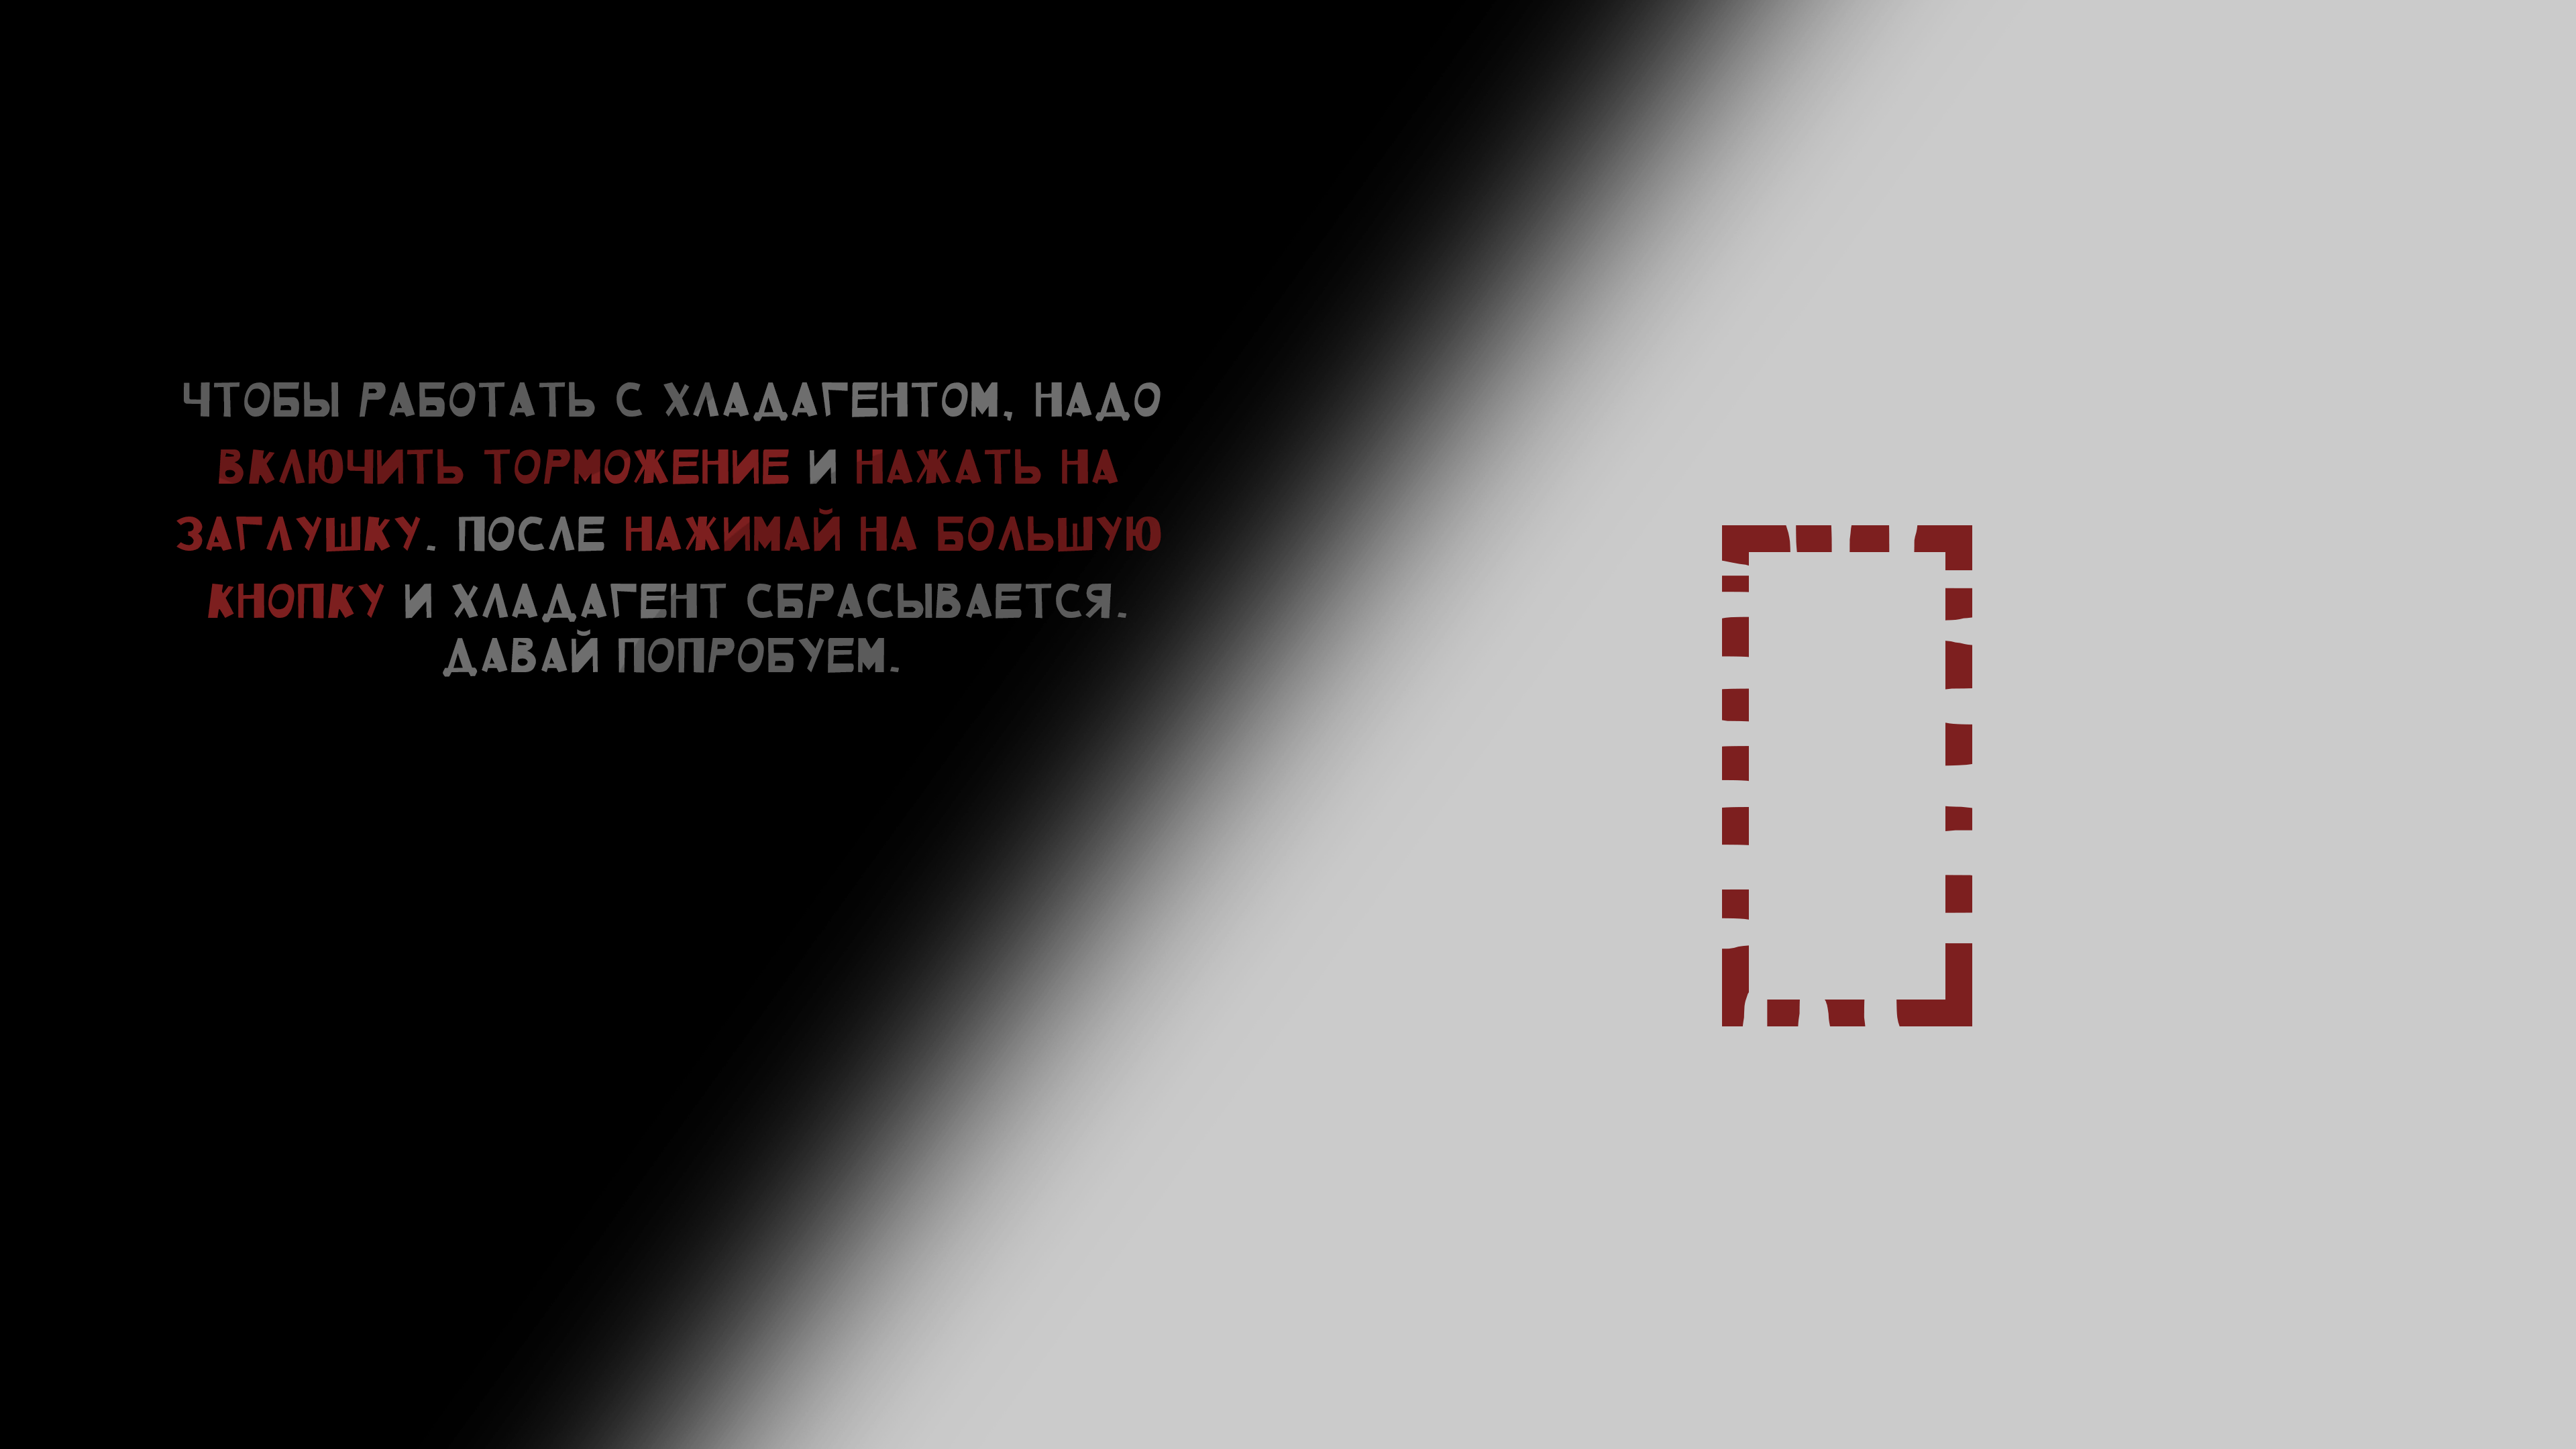 ЧТОБЫ РАБОТАТЬ С ХЛАДАГЕНТОМ, НАДО
ВКЛЮЧИТЬ ТОРМОЖЕНИЕ И НАЖАТЬ НА
ЗАГЛУШКУ. ПОСЛЕ НАЖИМАЙ НА БОЛЬШУЮ
КНОПКУ И ХЛАДАГЕНТ СБРАСЫВАЕТСЯ.
ДАВАЙ ПОПРОБУЕМ.